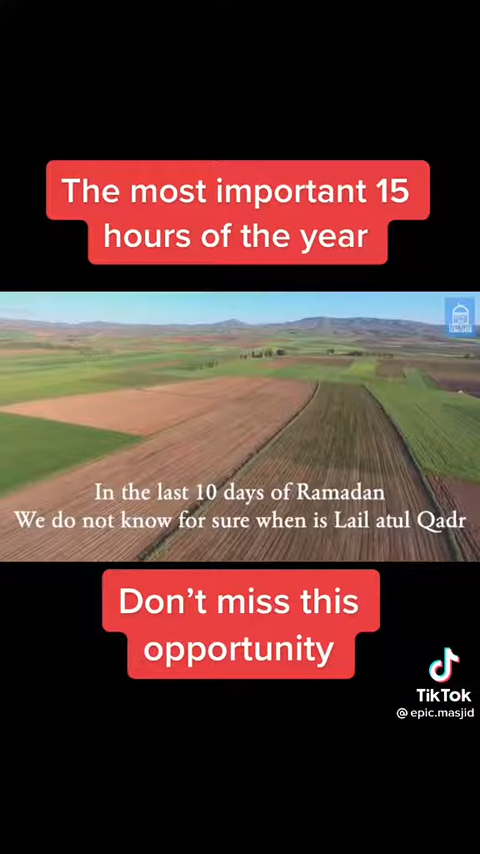 The most important 15
hours of the year
In the last 10 days of Ramadan
We do not know for sure when is Lail atul Qadr
Don't miss this
opportunity
TikTok
@epic.masjid